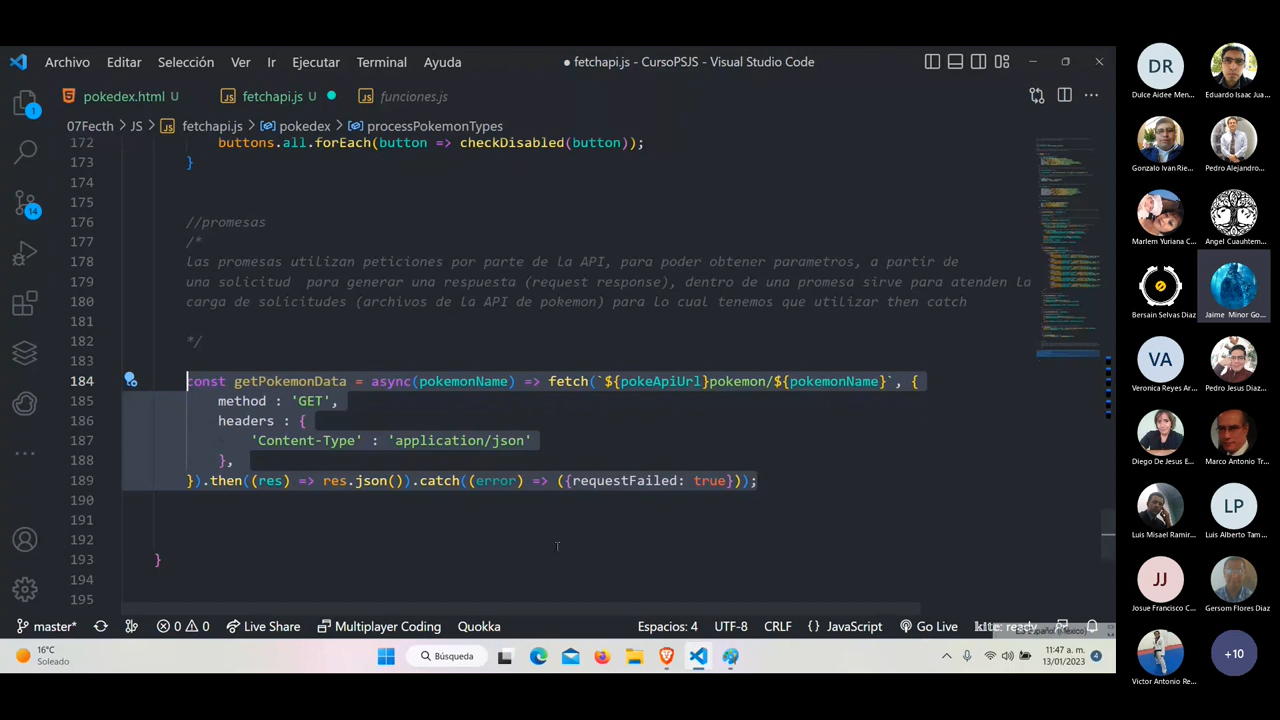 Archivo Editar Selección Ver Ir Ejecutar Terminal Ayuda
● fetchapi.js - CursoPSJS - Visual Studio Code
pokedex.html U
fetchapi.js U ●
funciones.js
07Fecth > JS > fetchapi.js > pokedex > processPokemonTypes
172 buttons.all.forEach(button => checkDisabled(button));
173 }
174
175
176 //promesas
177 /*
178 Las promesas utilizan peticiones por parte de la API, para poder obtener parametros, a partir de
179 una solicitud para generar una respuesta (request response), dentro de una promesa sirve para atenden la
180 carga de solicitudes (archivos de la API de pokemon) para lo cual tenemos que utilizar then catch
181
182 */
183
184 const getPokemonData = async(pokemonName) => fetch(`${pokeApiUrl}pokemon/${pokemonName}`, {
185 method : 'GET',
186 headers : {
187 'Content-Type' : 'application/json'
188 },
189 }).then((res) => res.json()).catch((error) => ({requestFailed: true}));
190
191
192
193 }
194
195
1
14
master* 0 0 Live Share Multiplayer Coding Quokka Espacios: 4 UTF-8 CRLF {} JavaScript Go Live kite: ready
16°C
Soleado
Búsqueda
11:47 a. m.
13/01/2023
4
DR
Dulce Aidee Men...
Eduardo Isaac Jua...
Gonzalo Ivan Rie...
Pedro Alejandro...
Marlem Yuriana C...
Angel Cuauhtem...
Bersain Selvas Diaz
Jaime Minor Go...
VA
Veronica Reyes Ar...
Pedro Jesus Diaz...
Diego De Jesus E...
Marco Antonio Tr...
Luis Misael Ramir...
LP
Luis Alberto Tam...
JJ
Josue Francisco C...
Gersom Flores Diaz
Victor Antonio Re...
+10